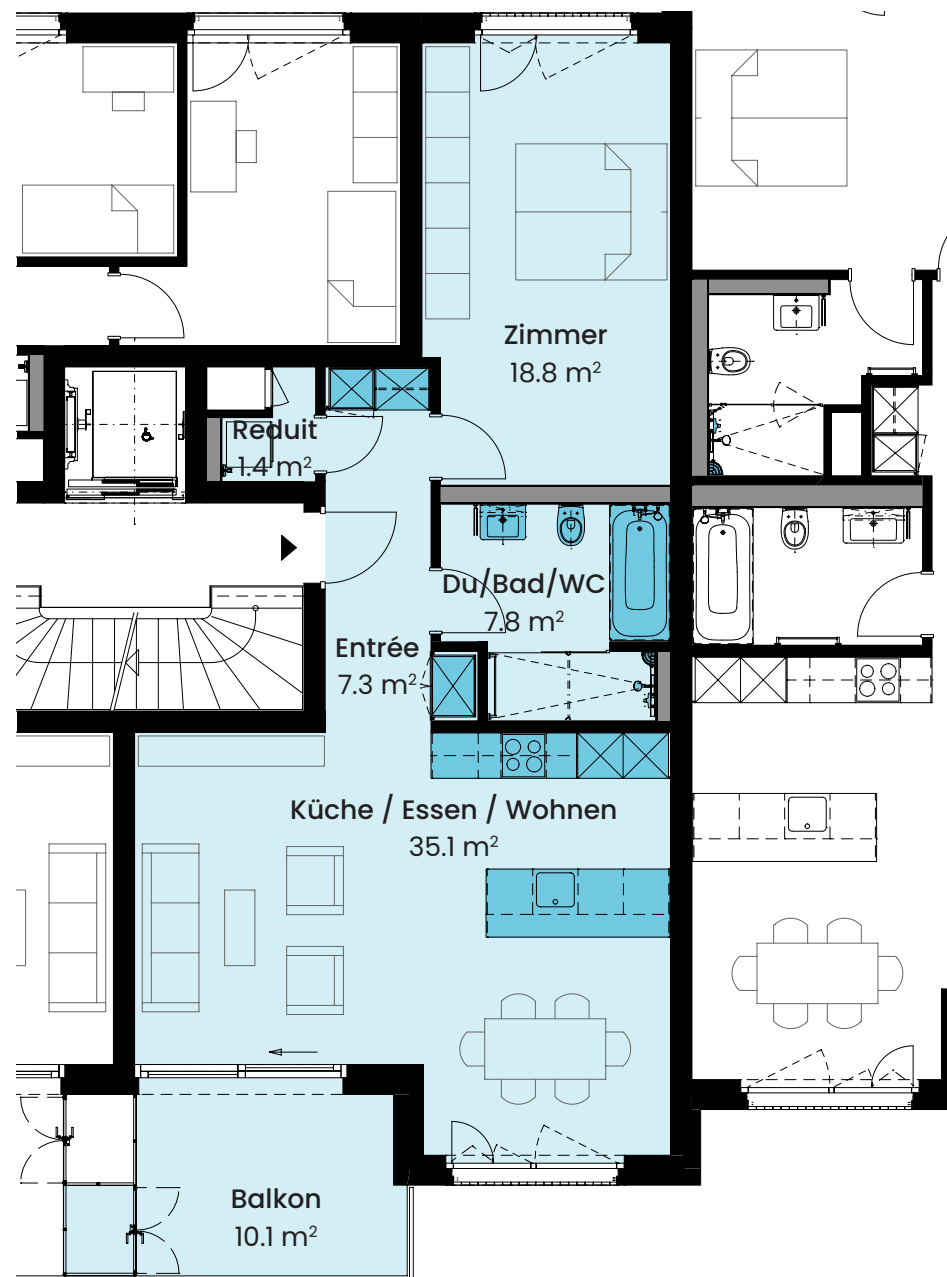 Zimmer
18.8 m²
Reduit
1.4 m²
Du/Bad/WC
7.8 m²
Entrée
7.3 m²
Küche / Essen / Wohnen
35.1 m²
Balkon
10.1 m²